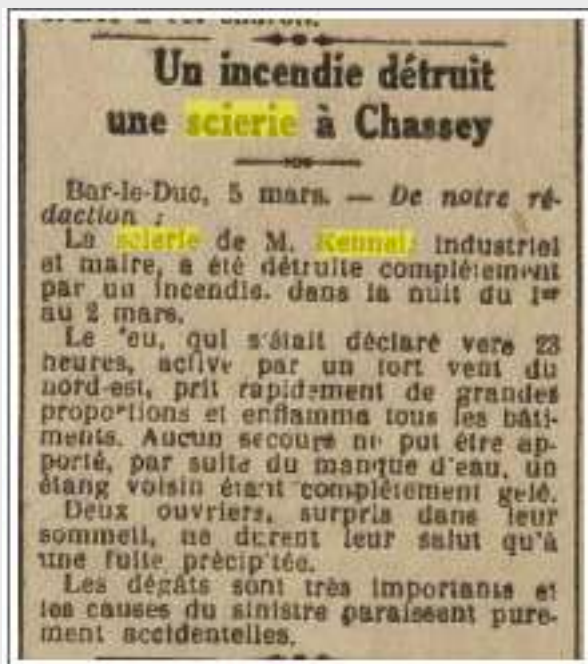 Un incendie détruit
une scierie à Chassey
Bar-le-Duc, 5 mars. — De notre ré-
daction :
La scierie de M. industriel
et maire, a été détruite complètement
par un incendie, dans la nuit du 1er
au 2 mars.
Le feu, qui s'était déclaré vers 23
heures, activé par un fort vent du
nord-est, prit rapidement de grandes
proportions et enflamma tous les bâti-
ments. Aucun secours ne put être ap-
porté, par suite du manque d'eau, un
étang voisin étant complètement gelé.
Deux ouvriers, surpris dans leur
sommeil, ne durent leur salut qu'à
une fuite précipitée.
Les dégâts sont très importants et
les causes du sinistre paraissent pure-
ment accidentelles.